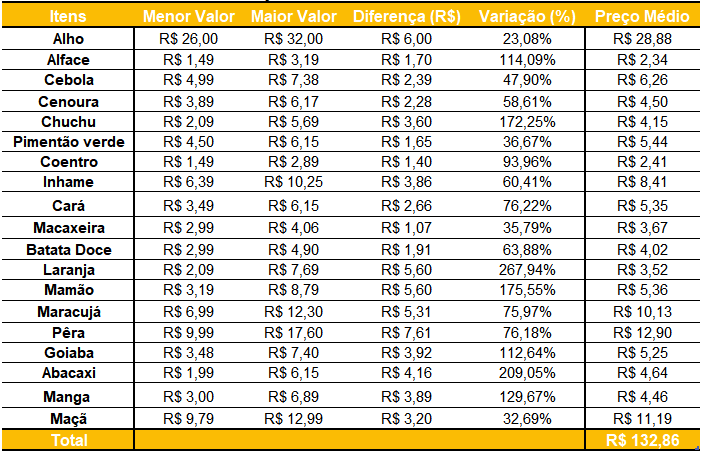 Itens Menor Valor Maior Valor Diferença (R$) Variação (%) Preço Médio
Alho R$ 26,00 R$ 32,00 R$ 6,00 23,08% R$ 28,88
Alface R$ 1,49 R$ 3,19 R$ 1,70 114,09% R$ 2,34
Cebola R$ 4,99 R$ 7,38 R$ 2,39 47,90% R$ 6,26
Cenoura R$ 3,89 R$ 6,17 R$ 2,28 58,61% R$ 4,50
Chuchu R$ 2,09 R$ 5,69 R$ 3,60 172,25% R$ 4,15
Pimentão verde R$ 4,50 R$ 6,15 R$ 1,65 36,67% R$ 5,44
Coentro R$ 1,49 R$ 2,89 R$ 1,40 93,96% R$ 2,41
Inhame R$ 6,39 R$ 10,25 R$ 3,86 60,41% R$ 8,41
Cará R$ 3,49 R$ 6,15 R$ 2,66 76,22% R$ 5,35
Macaxeira R$ 2,99 R$ 4,06 R$ 1,07 35,79% R$ 3,67
Batata Doce R$ 2,99 R$ 4,90 R$ 1,91 63,88% R$ 4,02
Laranja R$ 2,09 R$ 7,69 R$ 5,60 267,94% R$ 3,52
Mamão R$ 3,19 R$ 8,79 R$ 5,60 175,55% R$ 5,36
Maracujá R$ 6,99 R$ 12,30 R$ 5,31 75,97% R$ 10,13
Pêra R$ 9,99 R$ 17,60 R$ 7,61 76,18% R$ 12,90
Goiaba R$ 3,48 R$ 7,40 R$ 3,92 112,64% R$ 5,25
Abacaxi R$ 1,99 R$ 6,15 R$ 4,16 209,05% R$ 4,64
Manga R$ 3,00 R$ 6,89 R$ 3,89 129,67% R$ 4,46
Maçã R$ 9,79 R$ 12,99 R$ 3,20 32,69% R$ 11,19
Total R$ 132,86